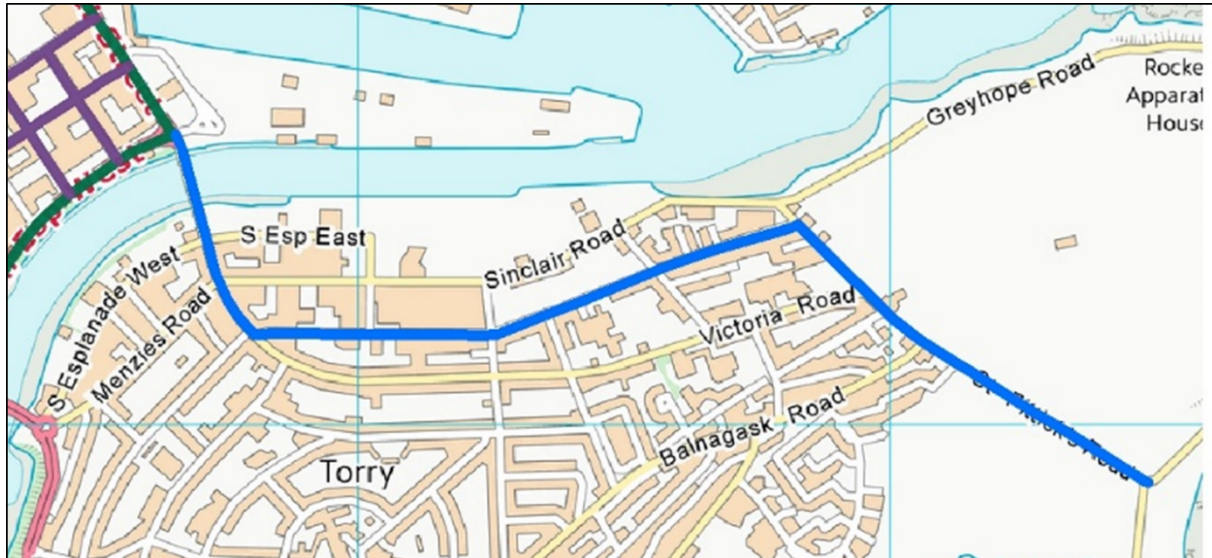 Rocke
Apparat
House
Greyhope Road
S Esp East
Sinclair Road
S Esplanade West
Menzies Road
Victoria Road
Balnagask Road
Torry